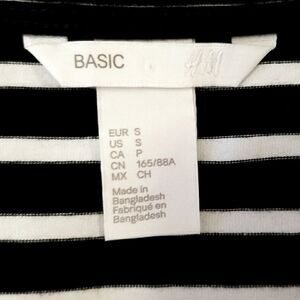 BASIC
H&M
EUR S
US S
CA P
CN 165/88A
MX CH
Made in
Bangladesh
Fabriqué en
Bangladesh